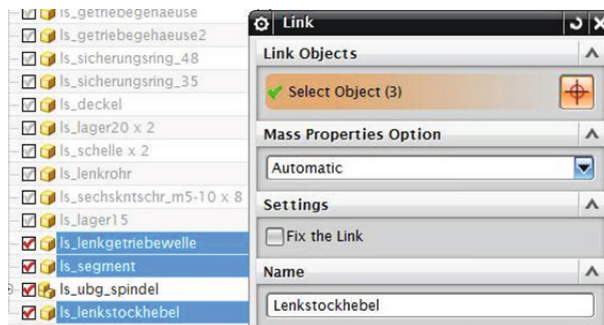 ls_getriebegehaeuse
ls_getriebegehaeuse2
ls_sicherungsring_48
ls_sicherungsring_35
ls_deckel
ls_lager20 x 2
ls_schelle x 2
ls_lenkrohr
ls_sechskntschr_m5-10 x 8
ls_lager15
ls_lenkgetriebewelle
ls_segment
ls_ubg_spindel
ls_lenkstockhebel
Link
Link Objects
Select Object (3)
Mass Properties Option
Automatic
Settings
Fix the Link
Name
Lenkstockhebel